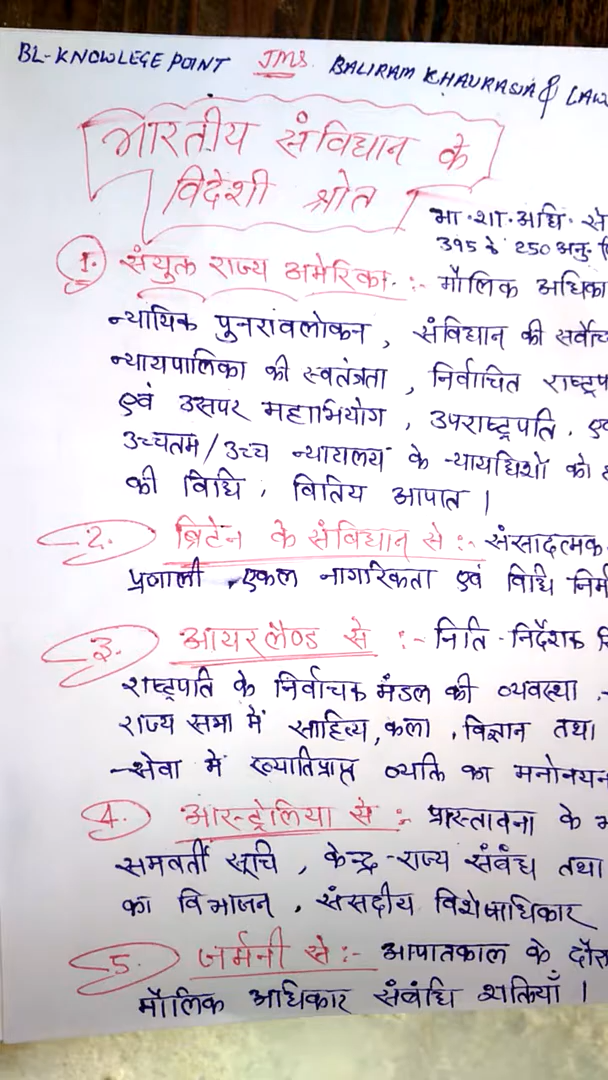 BL-KNOWLEGE POINT JMS BALIRAM KHAURASIA & LAW
भारतीय संविधान के
विदेशी श्रोत
भा.शा.अधि. से
395 में 250 अनु.
1. संयुक्त राज्य अमेरिका :- मौलिक अधिका
न्यायिक पुनरावलोकन, संविधान की सर्वोच
न्यायपालिका की स्वतंत्रता, निर्वाचित राष्ट्रप
एवं उसपर महाभियोग, उपराष्ट्रपति, ए
उच्चतम/उच्च न्यायलय के न्यायधिशों को ह
की विधि, वित्तिय आपात।
2. ब्रिटेन के संविधान से :- संसादत्मक
प्रणाली, एकल नागरिकता एवं विधि निर्म
3. आयरलैण्ड से :- निति-निर्देशक सि
राष्ट्रपति के निर्वाचक मंडल की व्यवस्था
राज्य सभा में साहित्य, कला, विज्ञान तथा
-सेवा में ख्यातिप्राप्त व्यक्ति का मनोनयन
4. आस्ट्रेलिया से :- प्रास्तावना के भ
समवर्ती सूचि, केन्द्र-राज्य संबंध तथा
का विभाजन, संसदीय विशेषाधिकार
5. जर्मनी से :- आपातकाल के दौरा
मौलिक अधिकार संबंधि शक्तियाँ।